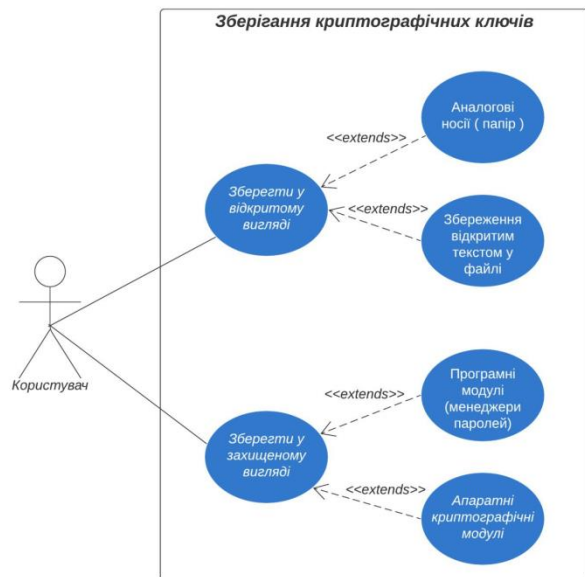 Зберігання криптографічних ключів
Аналогові
носії ( папір )
<<extends>>
Зберегти у
відкритому
вигляді
<<extends>>
Збереження
відкритим
текстом у
файлі
Користувач
Програмні
модулі
(менеджери
паролей)
<<extends>>
Зберегти у
захищеному
вигляді
<<extends>>
Апаратні
криптографічні
модулі